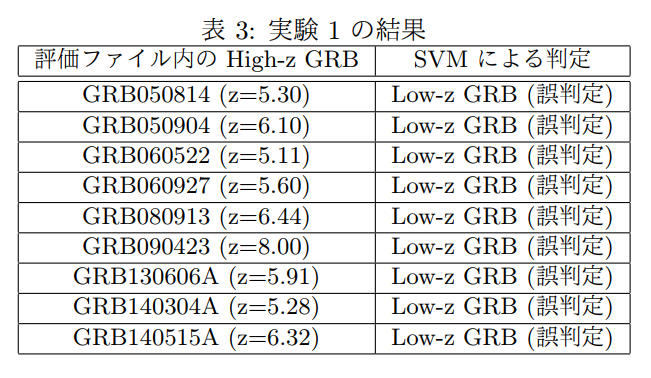 表 3: 実験 1 の結果
評価ファイル内の High-z GRB SVM による判定
GRB050814 (z=5.30) Low-z GRB (誤判定)
GRB050904 (z=6.10) Low-z GRB (誤判定)
GRB060522 (z=5.11) Low-z GRB (誤判定)
GRB060927 (z=5.60) Low-z GRB (誤判定)
GRB080913 (z=6.44) Low-z GRB (誤判定)
GRB090423 (z=8.00) Low-z GRB (誤判定)
GRB130606A (z=5.91) Low-z GRB (誤判定)
GRB140304A (z=5.28) Low-z GRB (誤判定)
GRB140515A (z=6.32) Low-z GRB (誤判定)